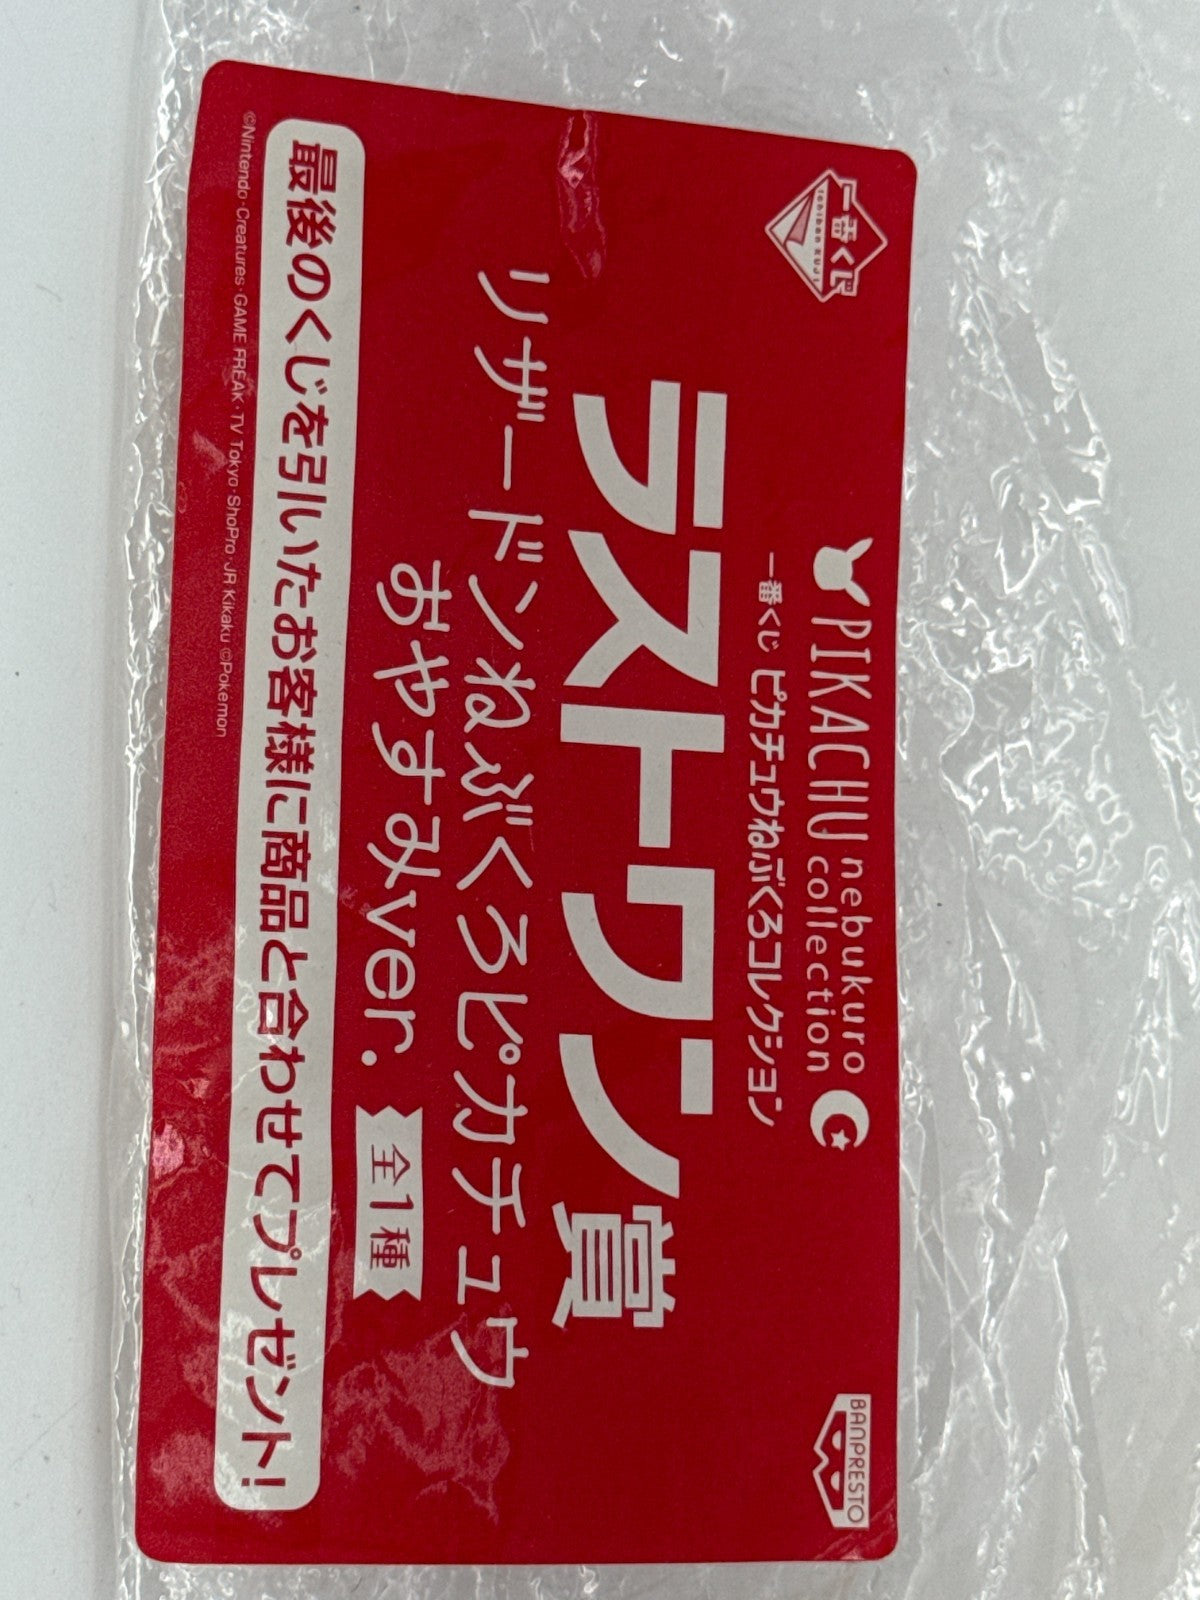 一番くじ
Ichiban KUJI
PIKACHU nebukuro collection
一番くじ ピカチュウねぶくろコレクション
ラストワン賞
リザードンねぶくろピカチュウ
おやすみver.
全1種
最後のくじを引いたお客様に商品と合わせてプレゼント!
©Nintendo・Creatures・GAME FREAK・TV Tokyo・ShoPro・JR Kikaku ©Pokémon
BANPRESTO